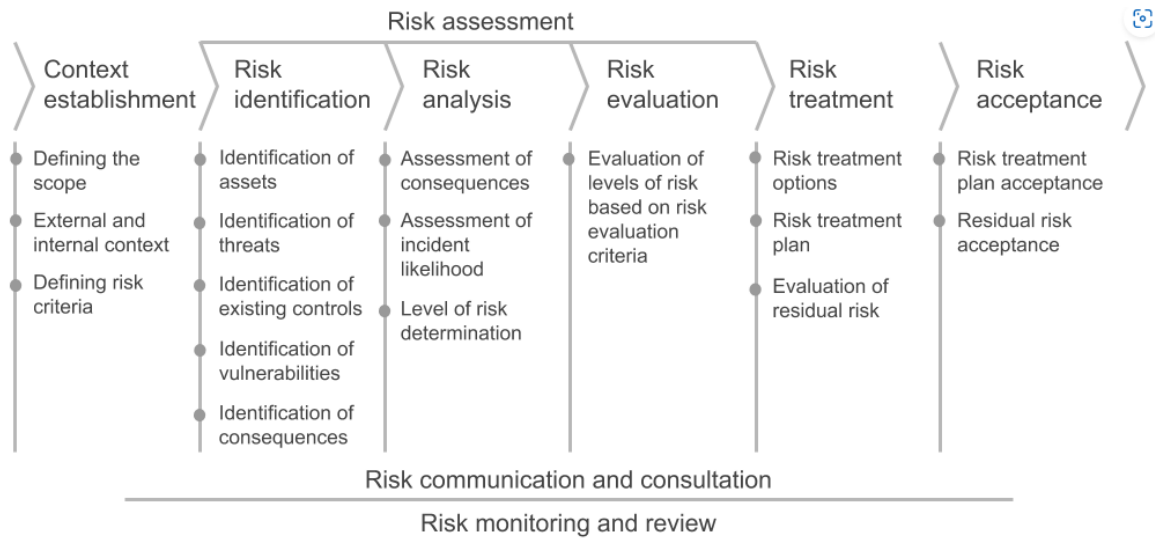 Risk assessment
Context
establishment
Risk
identification
Risk
analysis
Risk
evaluation
Risk
treatment
Risk
acceptance
Defining the
scope
External and
internal context
Defining risk
criteria
Identification of
assets
Identification of
threats
Identification of
existing controls
Identification of
vulnerabilities
Identification of
consequences
Assessment of
consequences
Assessment of
incident
likelihood
Level of risk
determination
Evaluation of
levels of risk
based on risk
evaluation
criteria
Risk treatment
options
Risk treatment
plan
Evaluation of
residual risk
Risk treatment
plan acceptance
Residual risk
acceptance
Risk communication and consultation
Risk monitoring and review